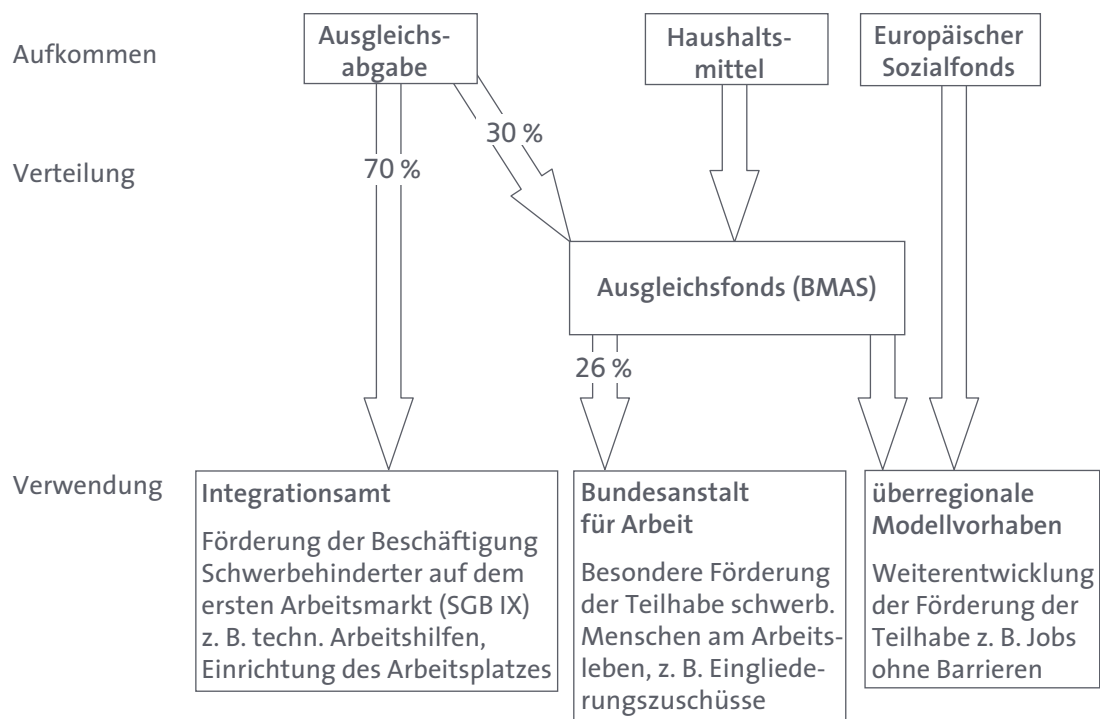 Aufkommen
Ausgleichs-
abgabe
Haushalts-
mittel
Europäischer
Sozialfonds
30 %
70 %
Verteilung
Ausgleichsfonds (BMAS)
26 %
Verwendung
Integrationsamt
Förderung der Beschäftigung
Schwerbehinderter auf dem
ersten Arbeitsmarkt (SGB IX)
z. B. techn. Arbeitshilfen,
Einrichtung des Arbeitsplatzes
Bundesanstalt
für Arbeit
Besondere Förderung
der Teilhabe schwerb.
Menschen am Arbeits-
leben, z. B. Eingliede-
rungszuschüsse
überregionale
Modellvorhaben
Weiterentwicklung
der Förderung der
Teilhabe z. B. Jobs
ohne Barrieren